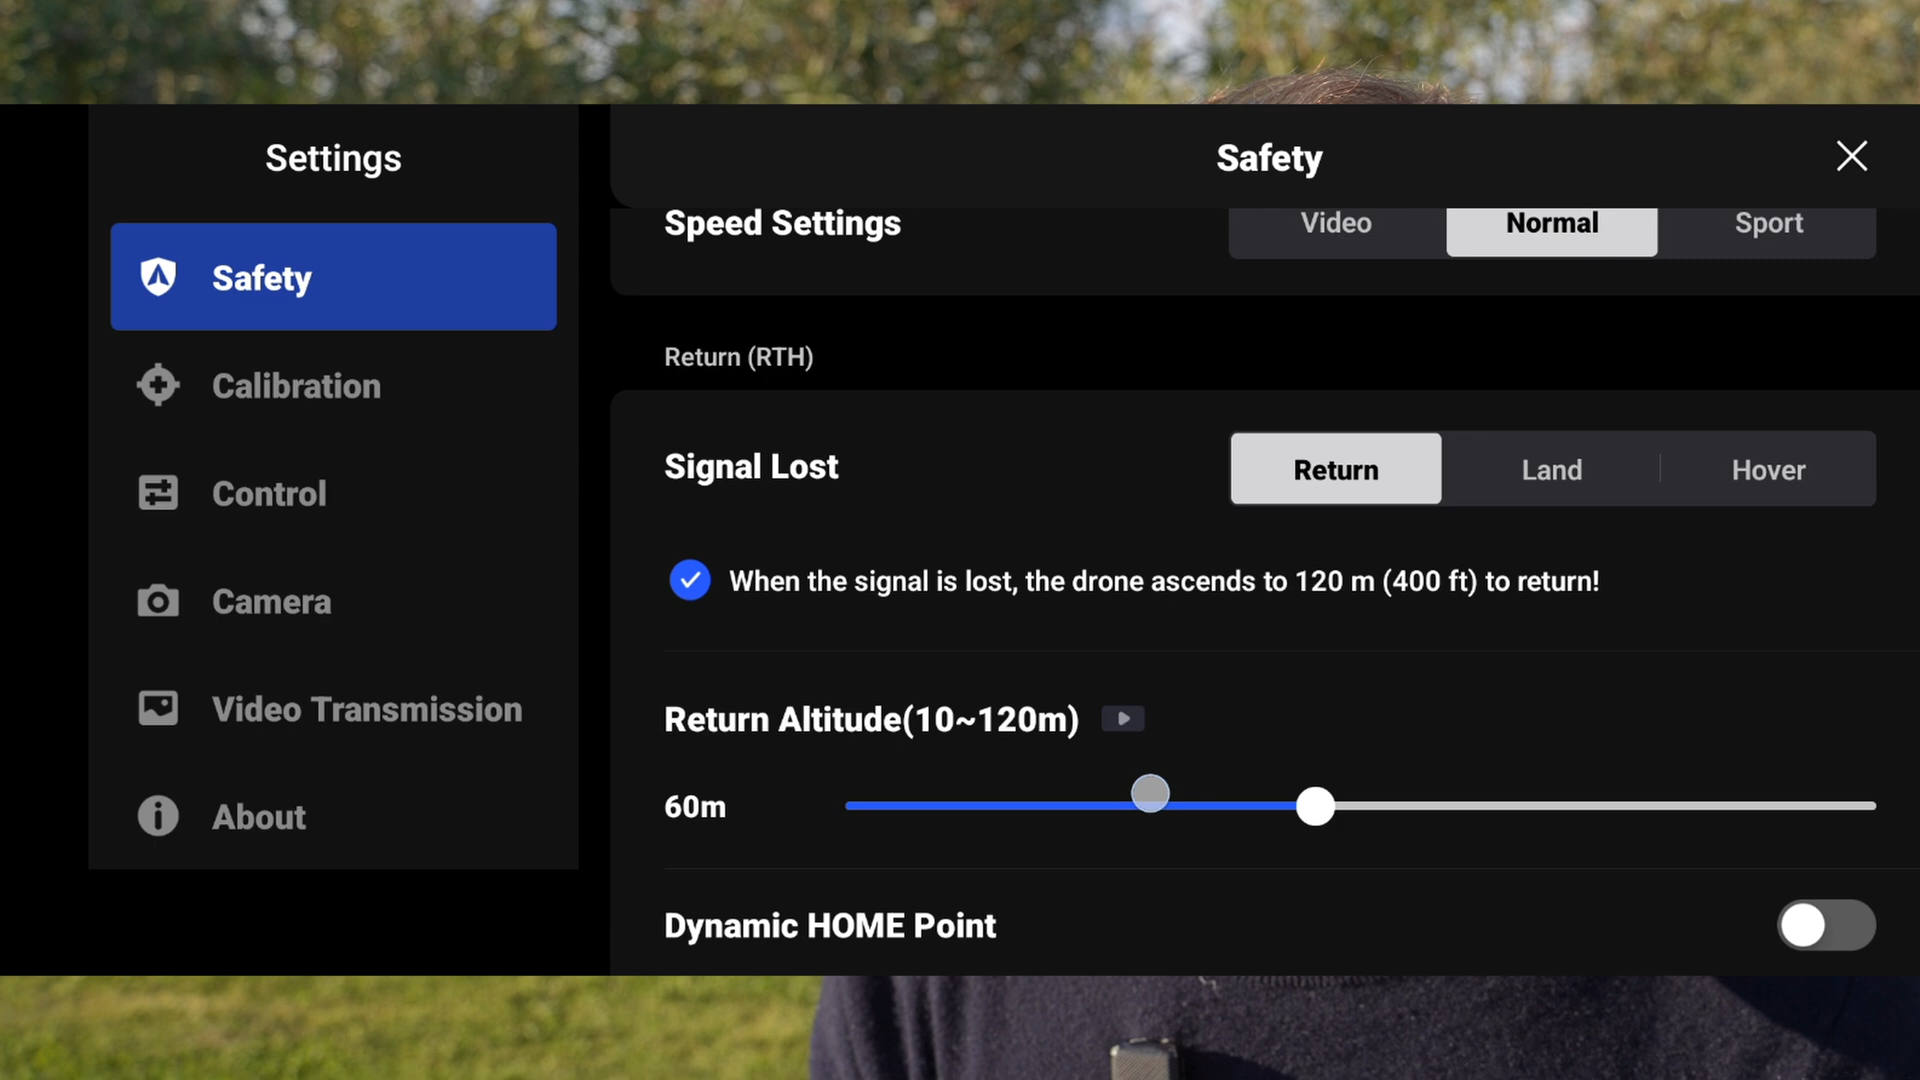 Settings
Safety
Calibration
Control
Camera
Video Transmission
About
Safety
Speed Settings
Video Normal Sport
Return (RTH)
Signal Lost
Return Land Hover
When the signal is lost, the drone ascends to 120 m (400 ft) to return!
Return Altitude(10~120m)
60m
Dynamic HOME Point